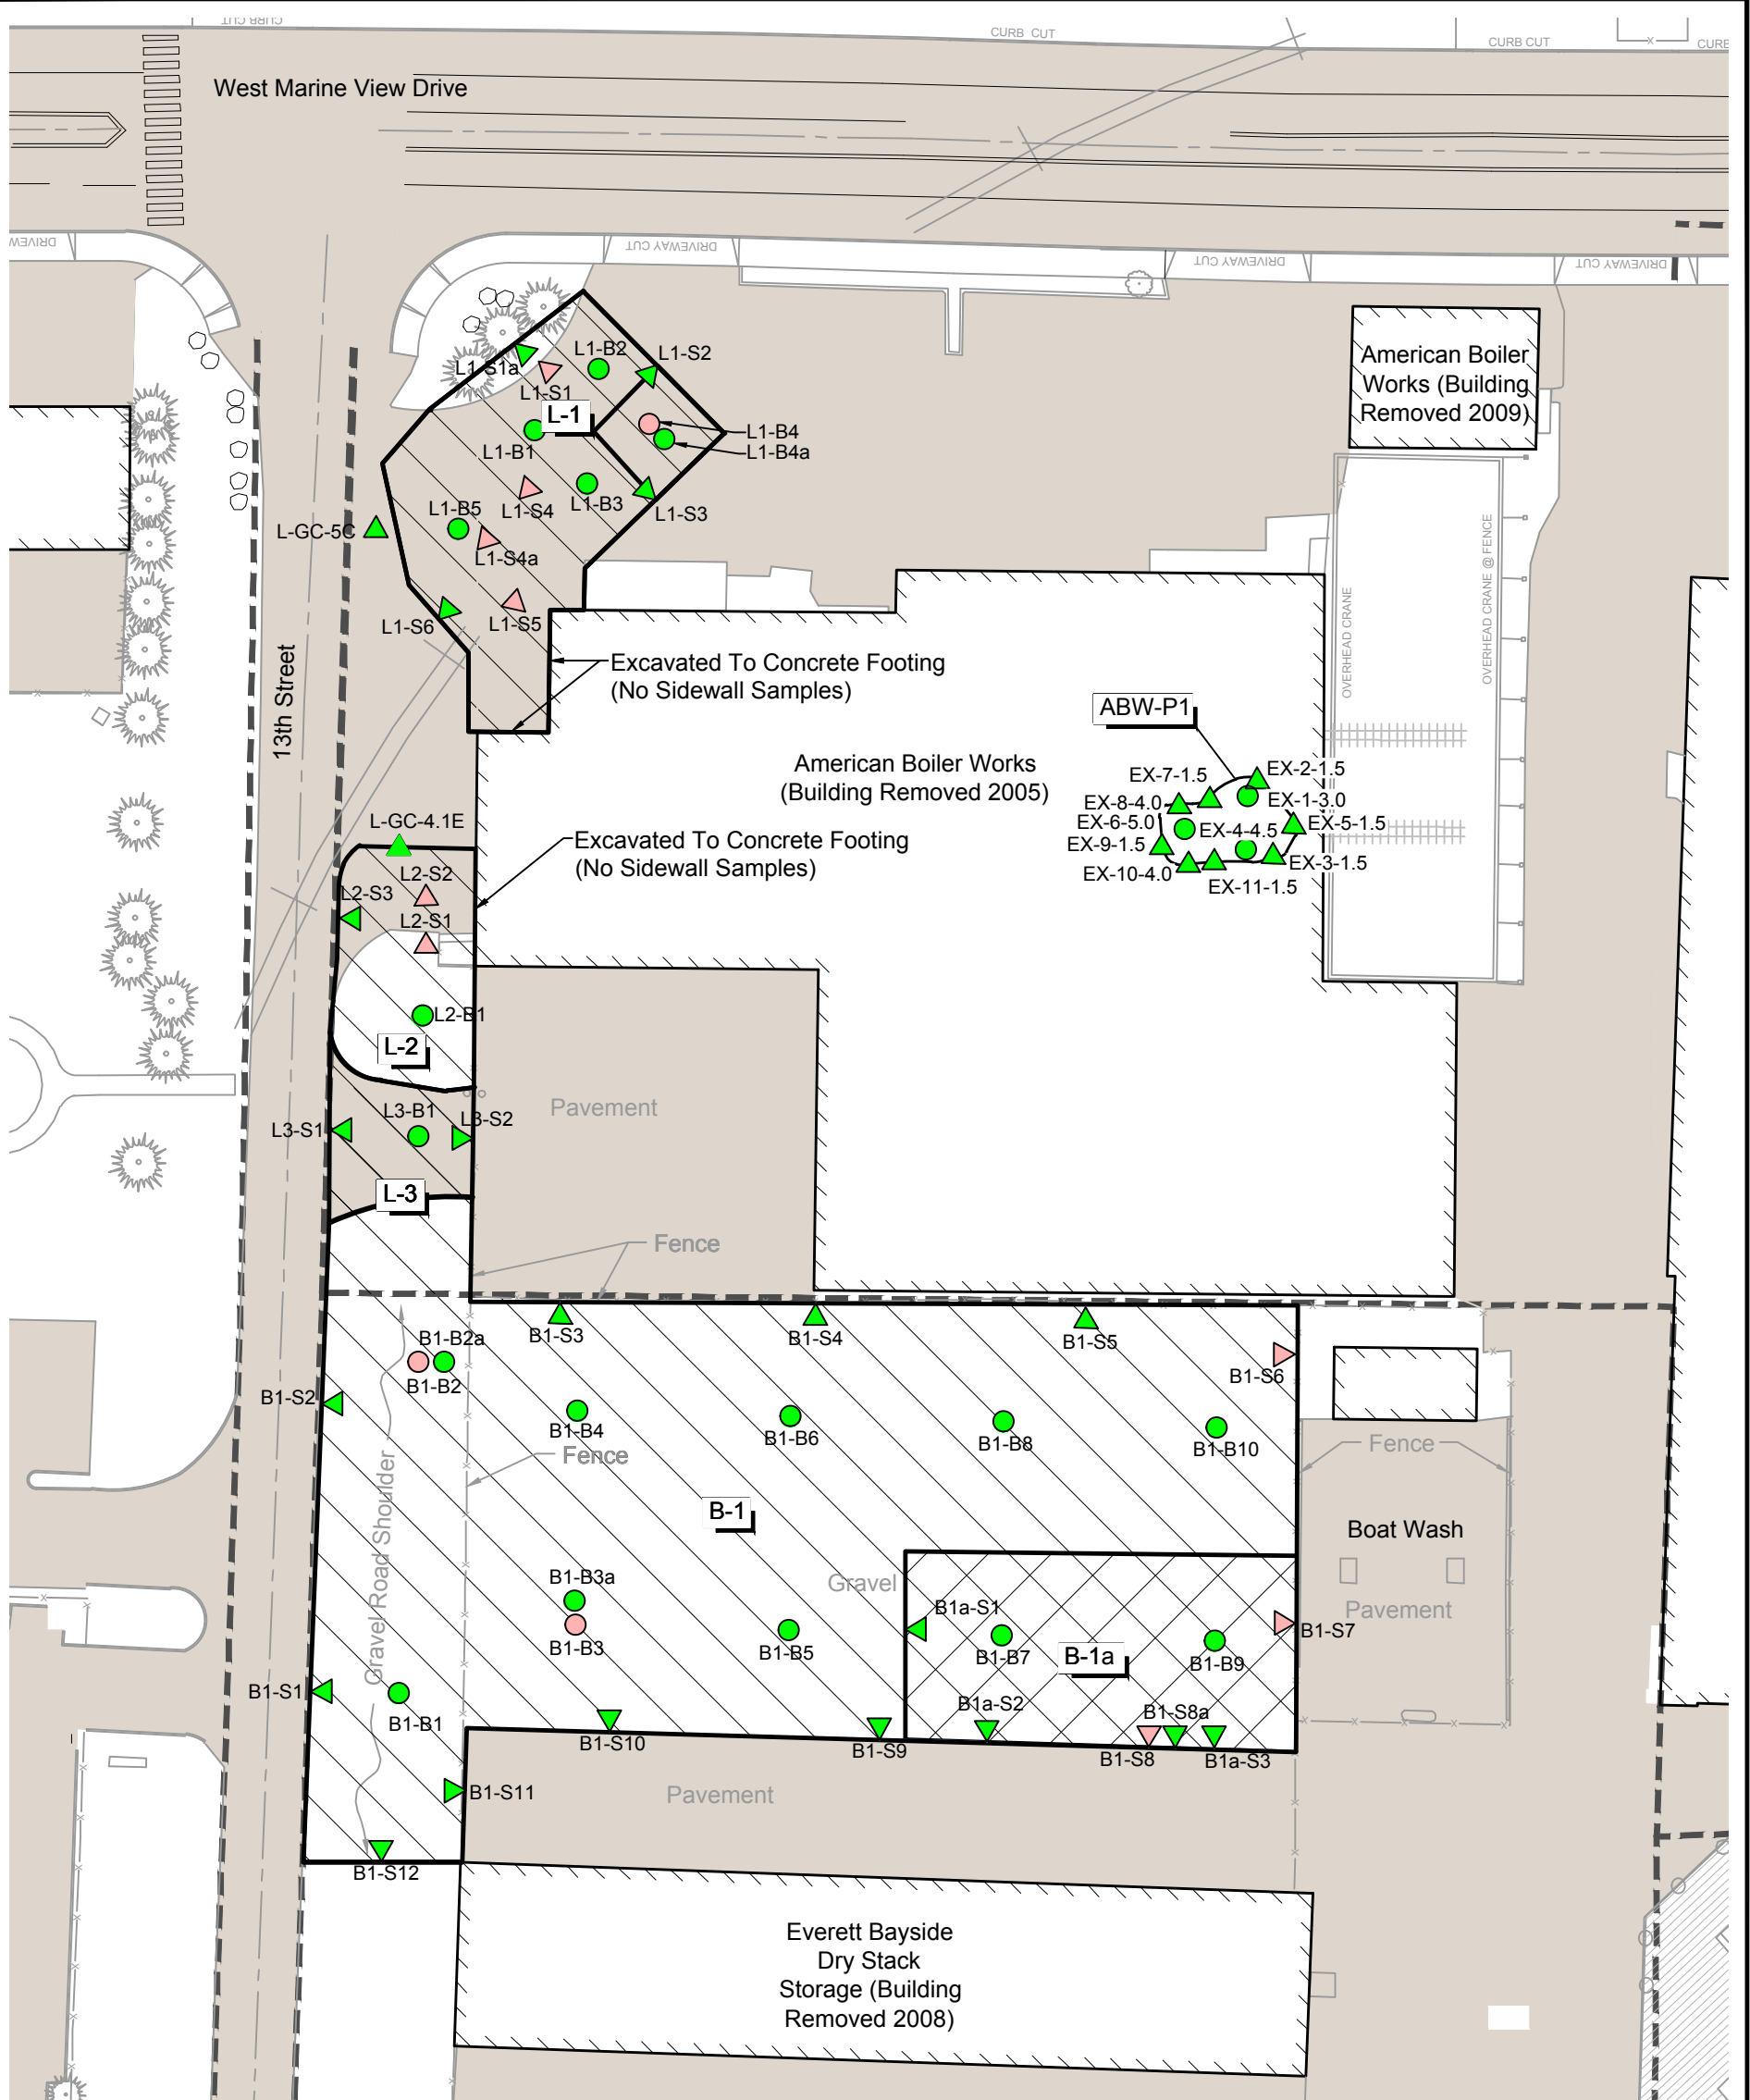 CURB CUT
CURB CUT
CURB CUT
CURB
West Marine View Drive
DRIVEW
DRIVEWAY CUT
DRIVEWAY CUT
DRIVEWAY CUT
L1-S1a
L1-S1
L1-B2
L1-S2
L-1
L1-B4
L1-B4a
L1-B1
L1-S4
L1-B3
L1-S3
L1-B5
L-GC-5C
L1-S4a
L1-S6
L1-S5
American Boiler
Works (Building
Removed 2009)
OVERHEAD CRANE
OVERHEAD CRANE @ FENCE
13th Street
Excavated To Concrete Footing
(No Sidewall Samples)
ABW-P1
American Boiler Works
(Building Removed 2005)
EX-7-1.5
EX-2-1.5
EX-8-4.0
EX-1-3.0
EX-6-5.0
EX-4-4.5
EX-5-1.5
EX-9-1.5
EX-3-1.5
EX-10-4.0
EX-11-1.5
L-GC-4.1E
Excavated To Concrete Footing
(No Sidewall Samples)
L2-S2
L2-S3
L2-S1
L2-B1
L-2
L3-B1
L3-S1
L3-S2
Pavement
L-3
Fence
B1-S3
B1-S4
B1-S5
B1-B2a
B1-B2
B1-S6
B1-S2
B1-B4
B1-B6
B1-B8
B1-B10
Fence
Fence
Gravel Road Shoulder
B-1
Boat Wash
B1-B3a
Gravel
B1a-S1
Pavement
B1-B3
B1-B5
B1-B7
B-1a
B1-B9
B1-S7
B1-S1
B1-B1
B1a-S2
B1-S8a
B1-S10
B1-S9
B1-S8
B1a-S3
B1-S11
Pavement
B1-S12
Everett Bayside
Dry Stack
Storage (Building
Removed 2008)